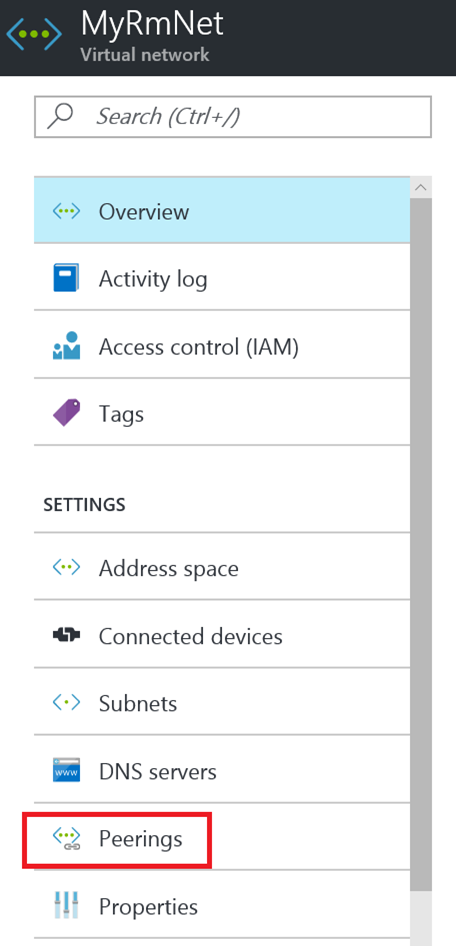 MyRmNet
Virtual network
Search (Ctrl+/)
Overview
Activity log
Access control (IAM)
Tags
SETTINGS
Address space
Connected devices
Subnets
www
DNS servers
Peerings
Properties